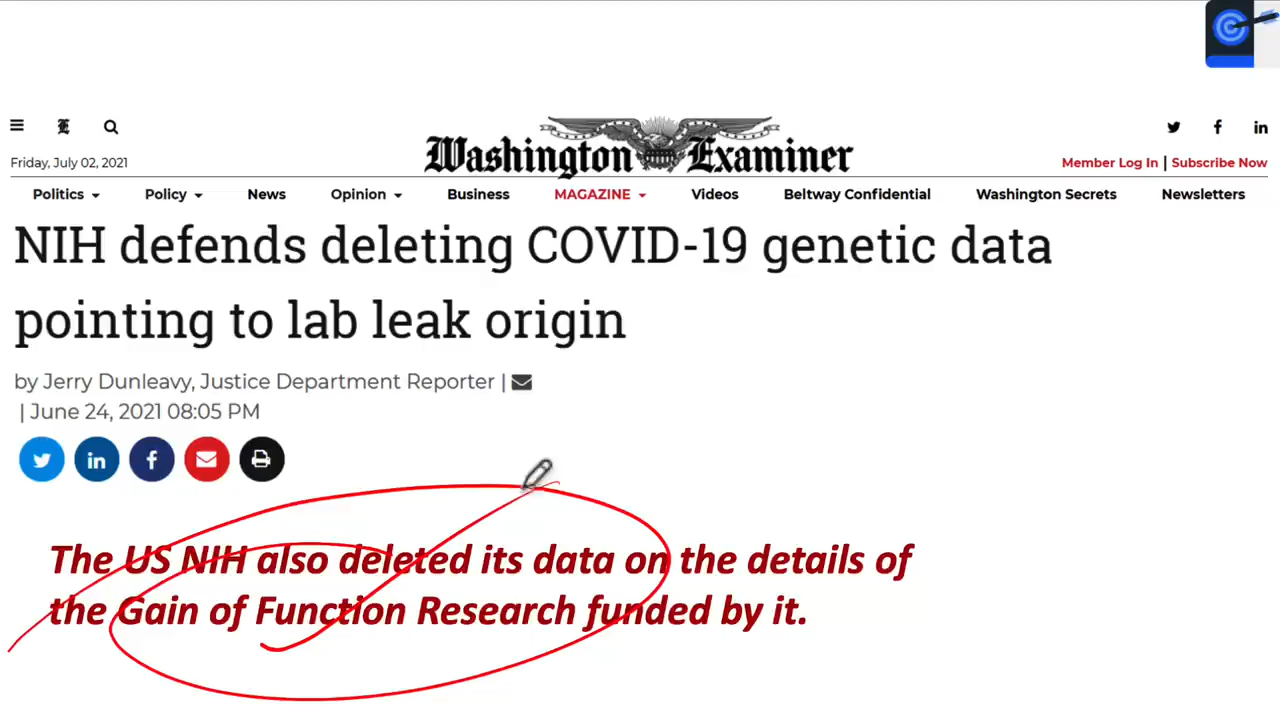 Friday, July 02, 2021
Washington Examiner
Member Log In | Subscribe Now
Politics Policy News Opinion Business MAGAZINE Videos Beltway Confidential Washington Secrets Newsletters
NIH defends deleting COVID-19 genetic data
pointing to lab leak origin
by Jerry Dunleavy, Justice Department Reporter |
| June 24, 2021 08:05 PM
The US NIH also deleted its data on the details of
the Gain of Function Research funded by it.